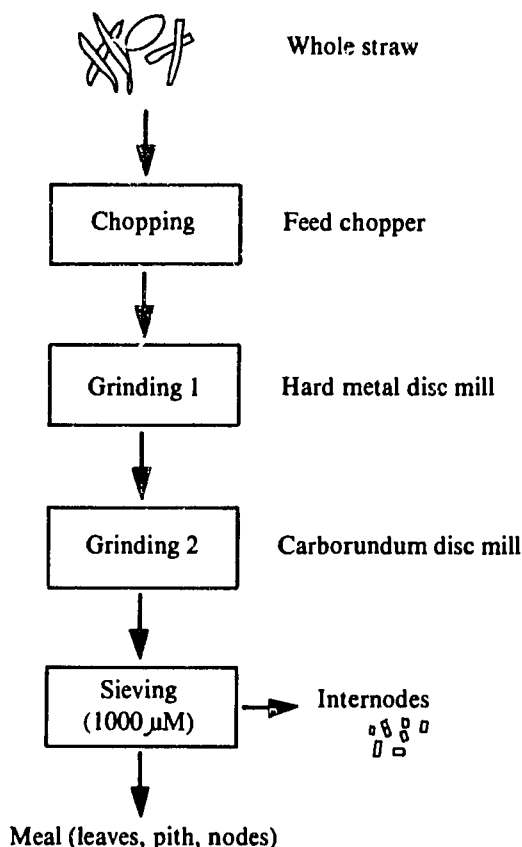 Whole straw
Chopping
Feed chopper
Grinding 1
Hard metal disc mill
Grinding 2
Carborundum disc mill
Sieving
(1000 µM)
Internodes
Meal (leaves, pith, nodes)